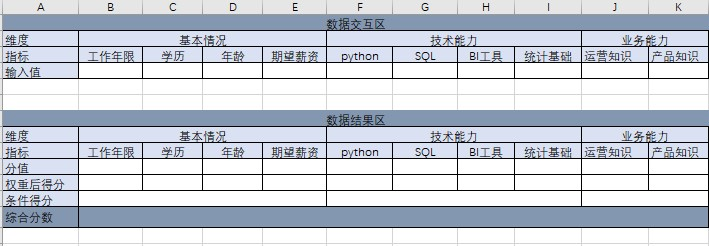 A B C D E F G H I J K
数据交互区
维度 基本情况 技术能力 业务能力
指标 工作年限 学历 年龄 期望薪资 python SQL BI工具 统计基础 运营知识 产品知识
输入值
数据结果区
维度 基本情况 技术能力 业务能力
指标 工作年限 学历 年龄 期望薪资 python SQL BI工具 统计基础 运营知识 产品知识
分值
权重后得分
条件得分
综合分数